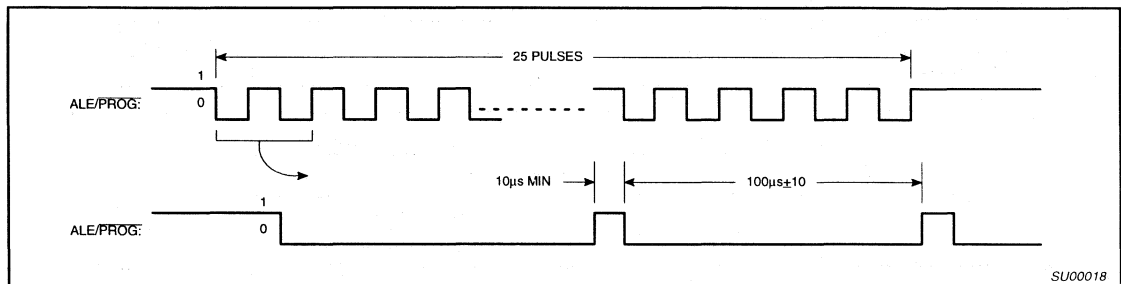 25 PULSES
1
ALE/PROG:
0
10µs MIN
100µs±10
1
ALE/PROG:
0
SU00018